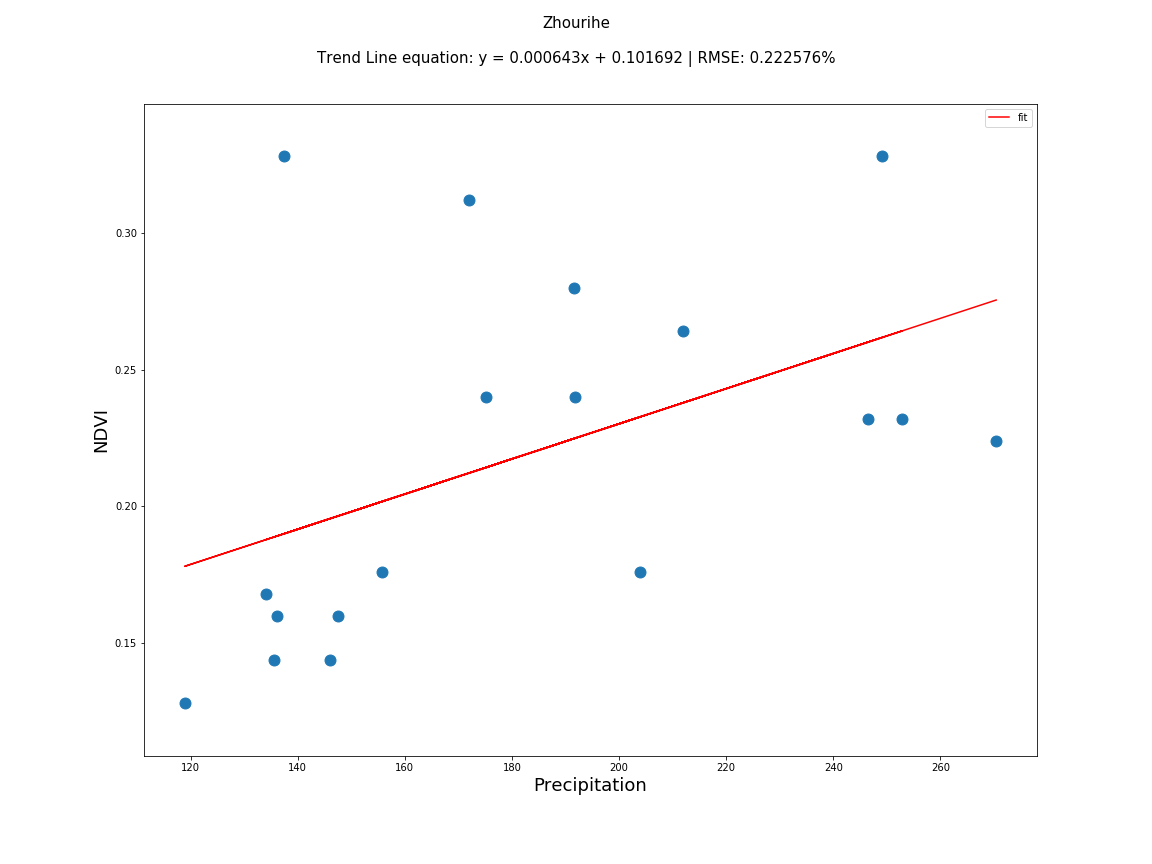 Zhourihe
Trend Line equation: y = 0.000643x + 0.101692 | RMSE: 0.222576%
fit
0.30
0.25
0.20
0.15
NDVI
120 140 160 180 200 220 240 260
Precipitation